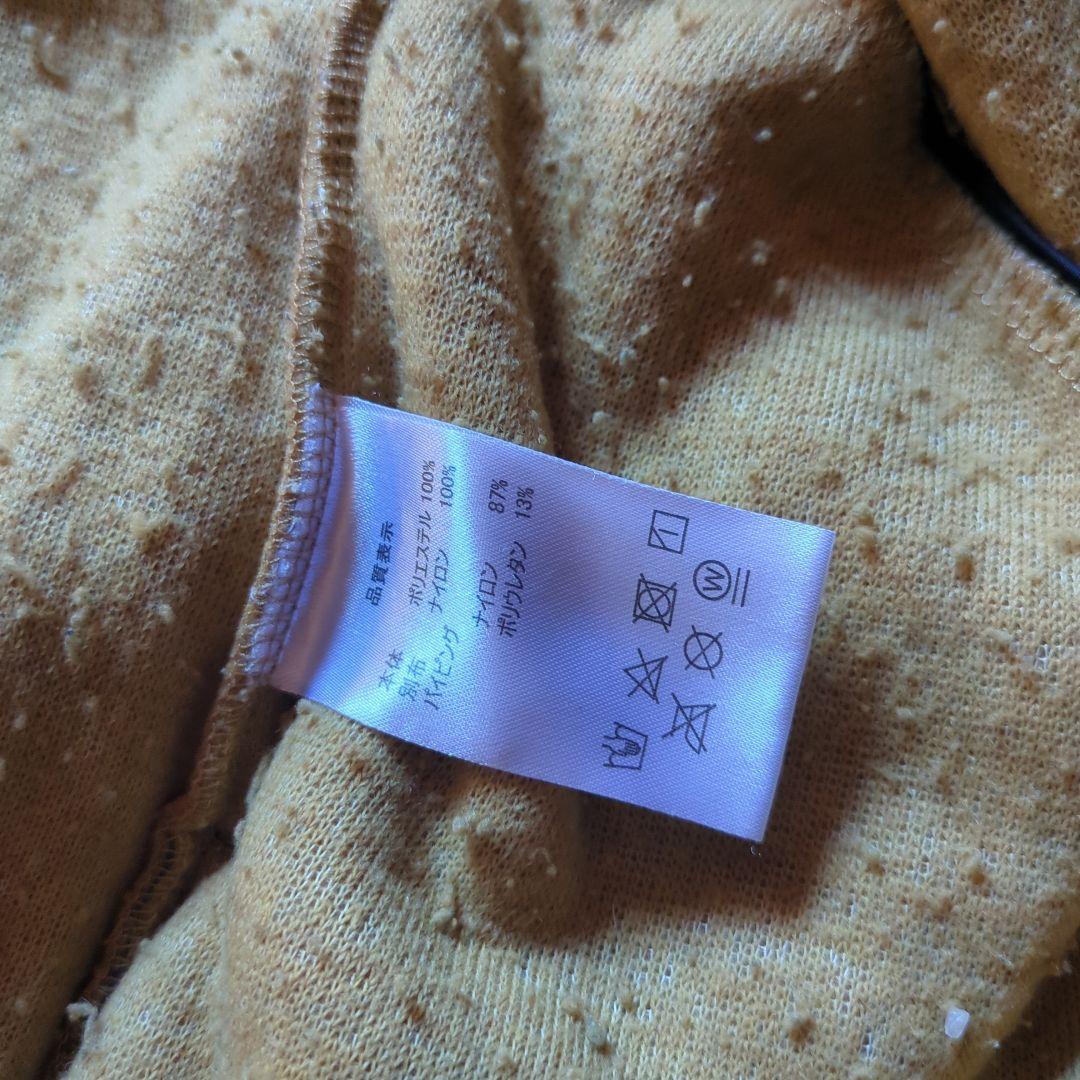 品質表示
本体 ポリエステル 100%
別布 ナイロン 100%
パイピング
ナイロン 87%
ポリウレタン 13%
W